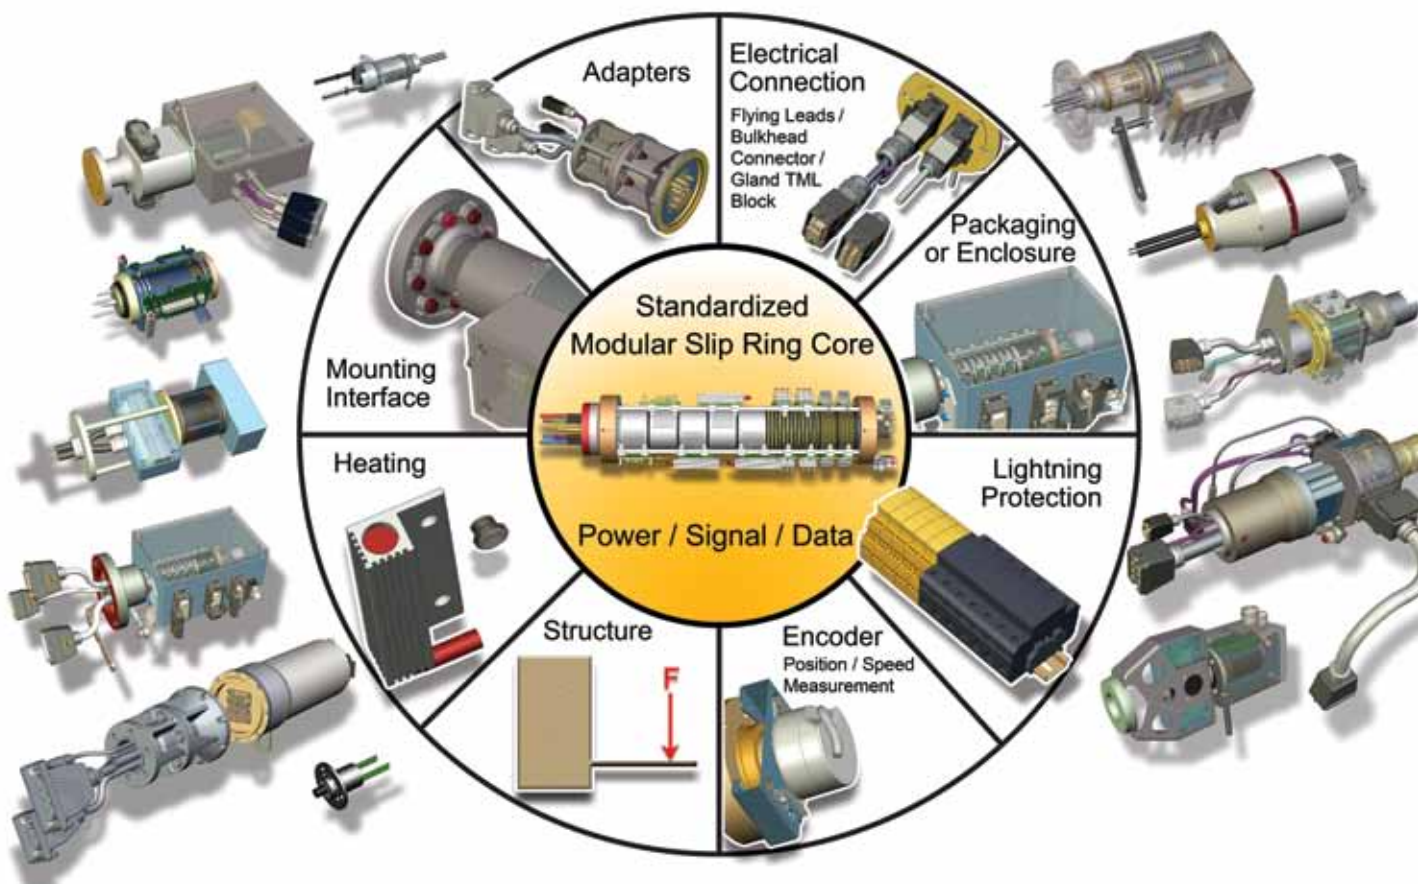 Adapters
Electrical
Connection
Flying Leads /
Bulkhead
Connector /
Gland TML
Block
Packaging
or Enclosure
Mounting
Interface
Standardized
Modular Slip Ring Core
Power / Signal / Data
Heating
Lightning
Protection
Structure
F
Encoder
Position / Speed
Measurement